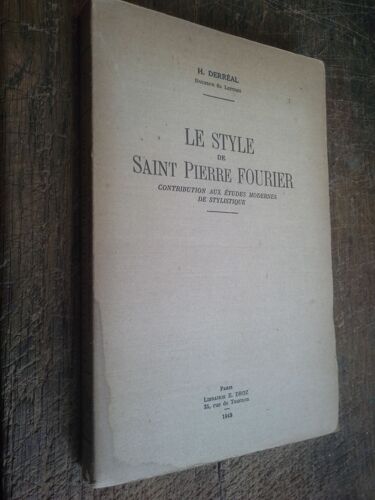 H. DERRÉAL
Docteur ès Lettres
LE STYLE
DE
SAINT PIERRE FOURIER
CONTRIBUTION AUX ÉTUDES MODERNES
DE STYLISTIQUE
PARIS
LIBRAIRIE E. DROZ
25, rue de Tournon
1942